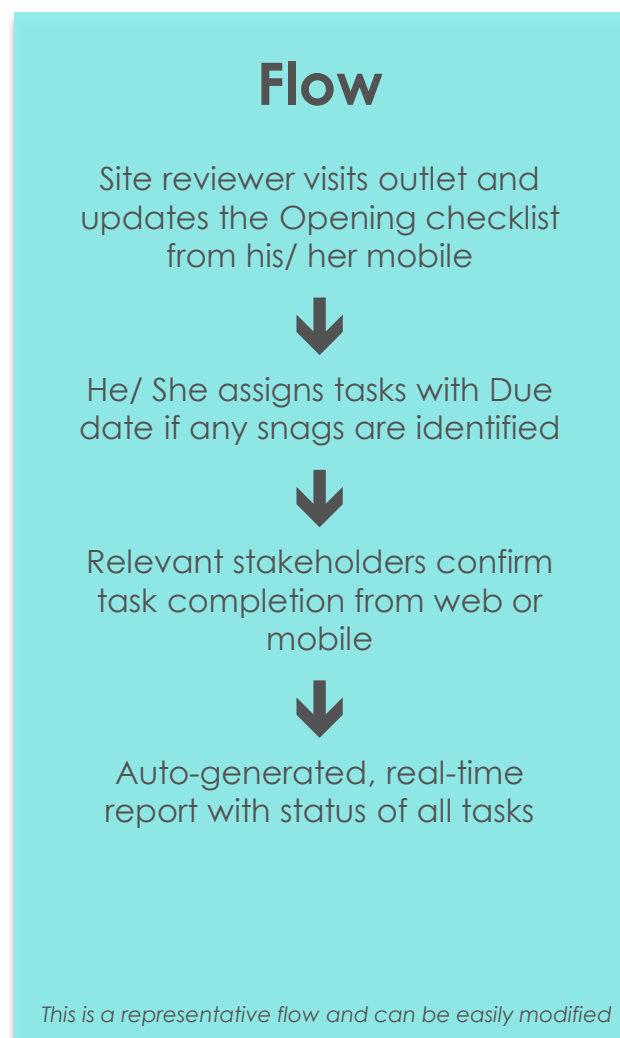 Flow
Site reviewer visits outlet and
updates the Opening checklist
from his/ her mobile
He/ She assigns tasks with Due
date if any snags are identified
Relevant stakeholders confirm
task completion from web or
mobile
Auto-generated, real-time
report with status of all tasks
This is a representative flow and can be easily modified